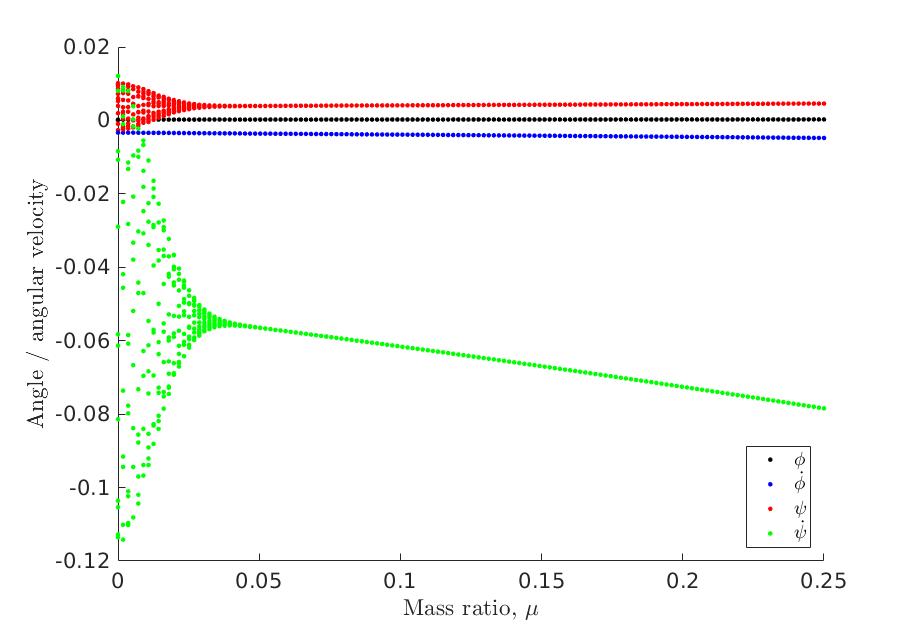 0.02
0
-0.02
-0.04
-0.06
-0.08
-0.1
-0.12
0 0.05 0.1 0.15 0.2 0.25
Angle / angular velocity
Mass ratio, μ
ϕ
ϕ̇
ψ
ψ̇